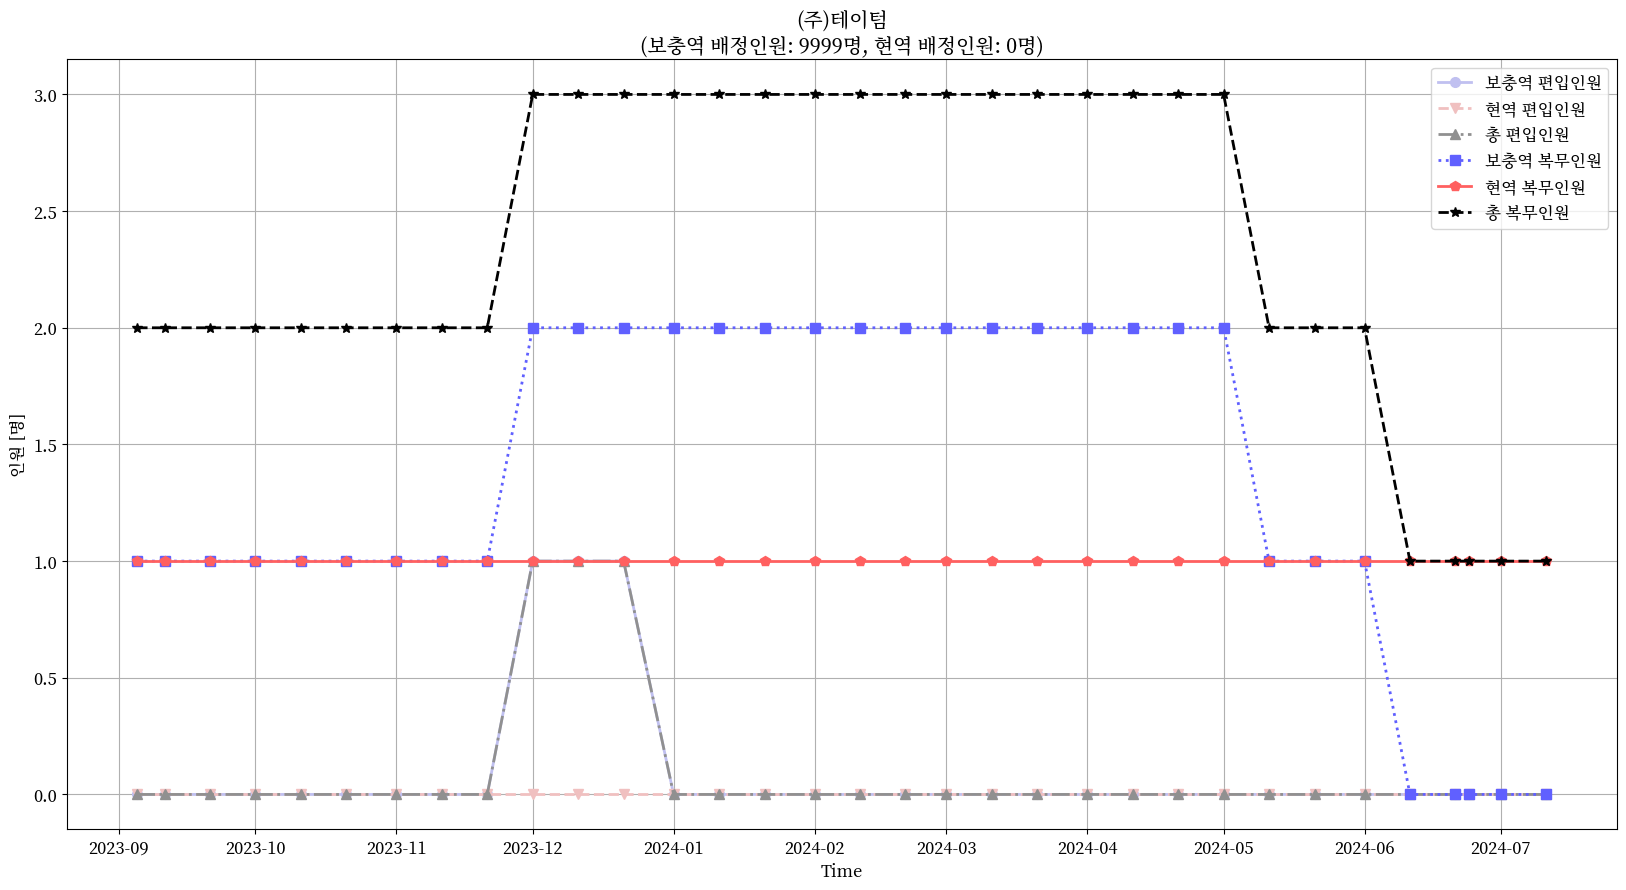 (주)테이텀
(보충역 배정인원: 9999명, 현역 배정인원: 0명)
보충역 편입인원
현역 편입인원
총 편입인원
보충역 복무인원
현역 복무인원
총 복무인원
인원 [명]
3.0
2.5
2.0
1.5
1.0
0.5
0.0
2023-09 2023-10 2023-11 2023-12 2024-01 2024-02 2024-03 2024-04 2024-05 2024-06 2024-07
Time